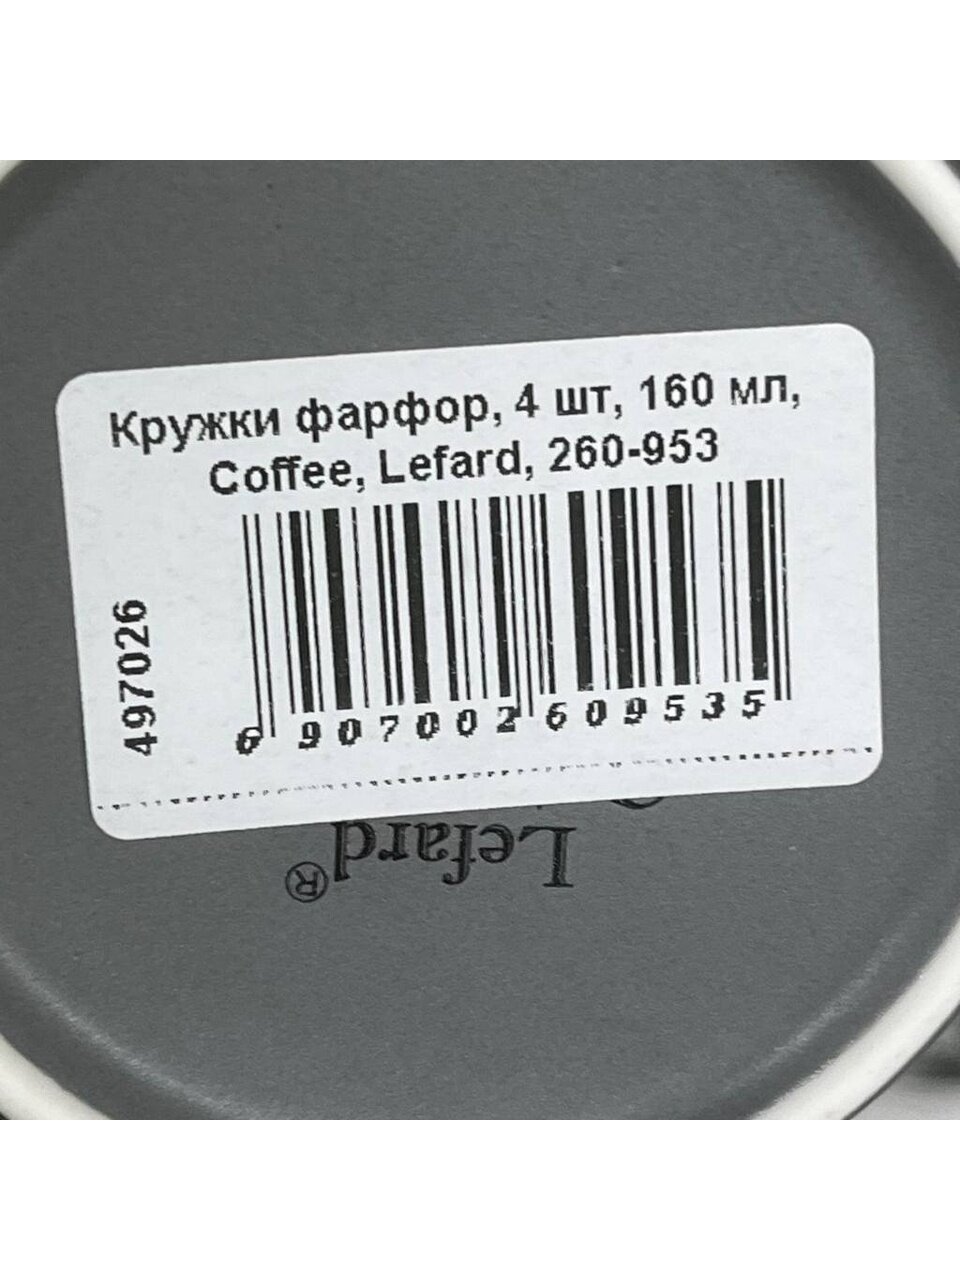 Кружки фарфор, 4 шт, 160 мл,
Coffee, Lefard, 260-953
497026
6 907002 609535
Lefard®